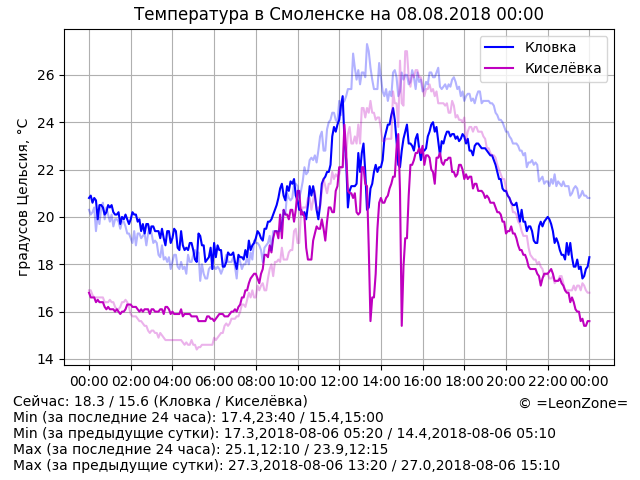 Температура в Смоленске на 08.08.2018 00:00
Кловка
Киселёвка
градусов Цельсия, °C
26
24
22
20
18
16
14
00:00 02:00 04:00 06:00 08:00 10:00 12:00 14:00 16:00 18:00 20:00 22:00 00:00
Сейчас: 18.3 / 15.6 (Кловка / Киселёвка)
© =LeonZone=
Min (за последние 24 часа): 17.4,23:40 / 15.4,15:00
Min (за предыдущие сутки): 17.3,2018-08-06 05:20 / 14.4,2018-08-06 05:10
Max (за последние 24 часа): 25.1,12:10 / 23.9,12:15
Max (за предыдущие сутки): 27.3,2018-08-06 13:20 / 27.0,2018-08-06 15:10